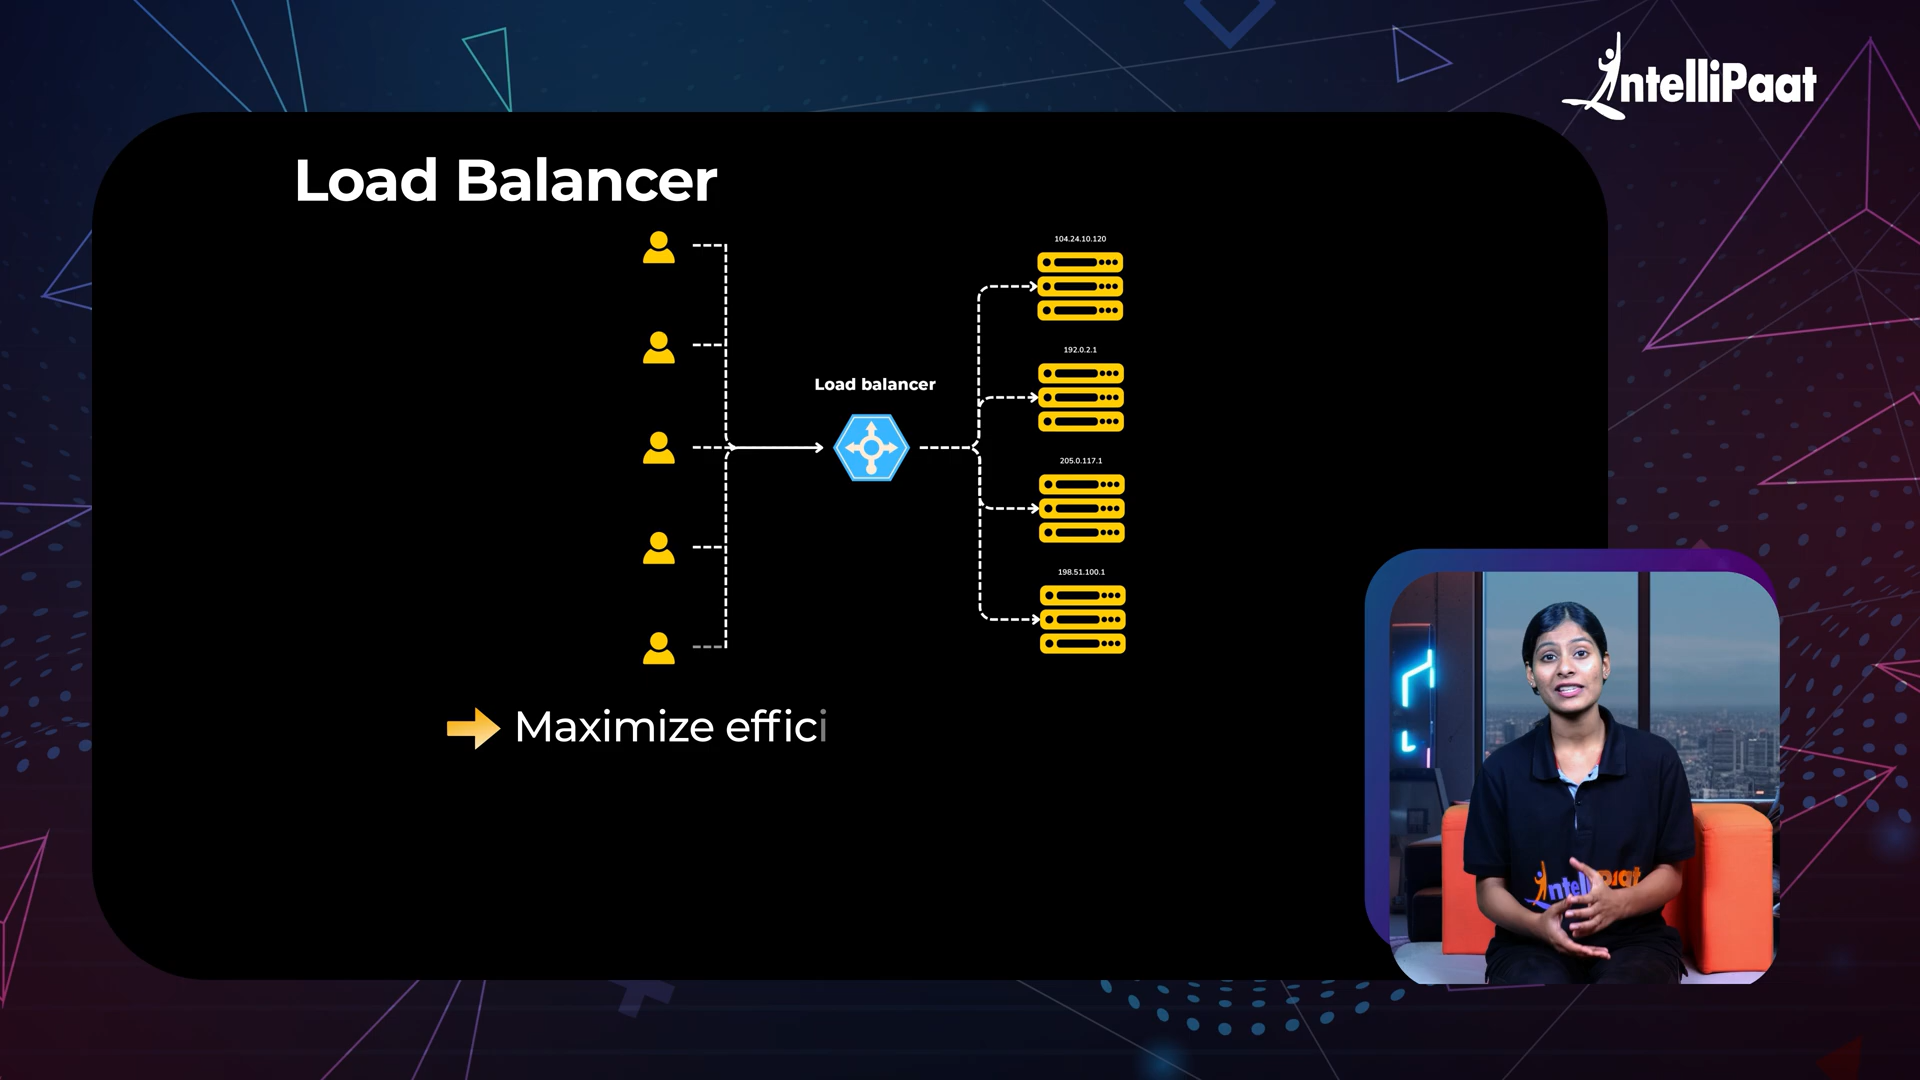 IntelliPaat
Load Balancer
104.24.10.120
192.0.2.1
Load balancer
205.0.117.1
198.51.100.1
Maximize effici
IntelliPaat